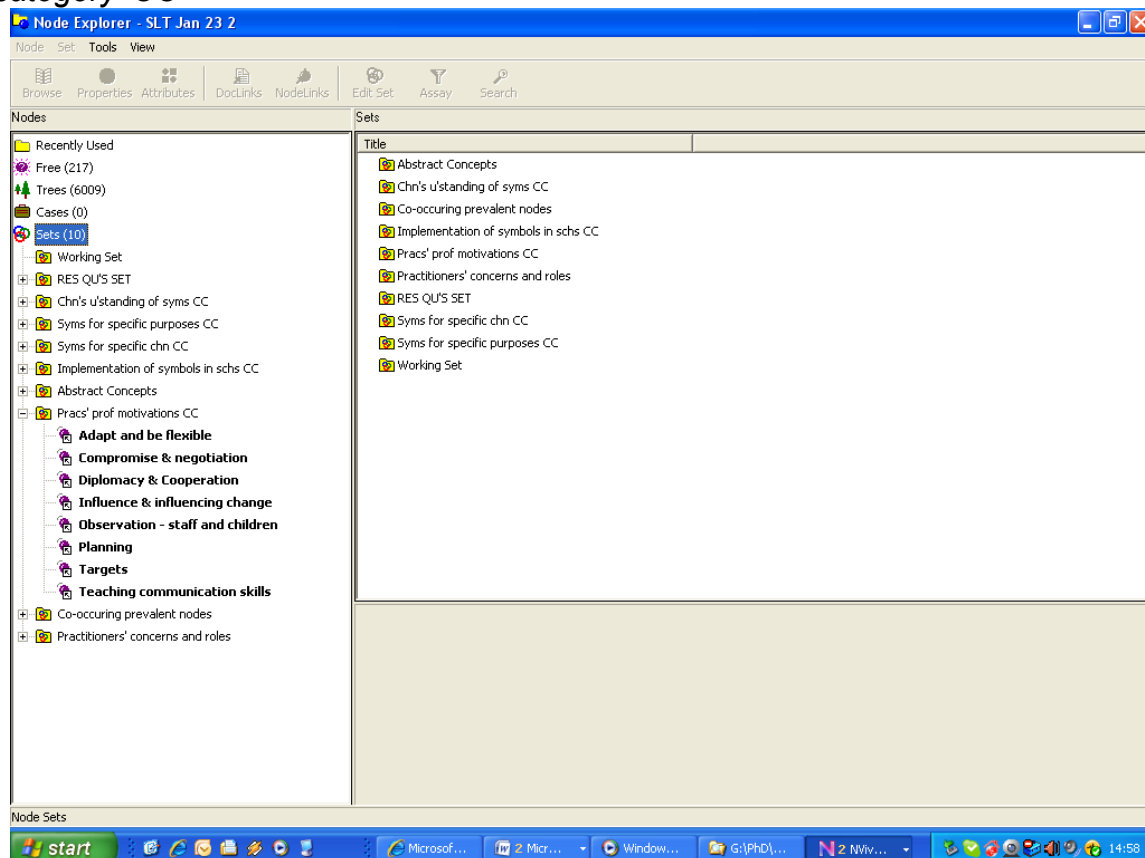 category 'CC'
Node Explorer - SLT Jan 23 2
Node Set Tools View
Browse Properties Attributes DocLinks NodeLinks Edit Set Assay Search
Nodes
Recently Used
Free (217)
Trees (6009)
Cases (0)
Sets (10)
Working Set
RES QU'S SET
Chn's u'standing of syms CC
Syms for specific purposes CC
Syms for specific chn CC
Implementation of symbols in schs CC
Abstract Concepts
Pracs' prof motivations CC
Adapt and be flexible
Compromise & negotiation
Diplomacy & Cooperation
Influence & influencing change
Observation - staff and children
Planning
Targets
Teaching communication skills
Co-occuring prevalent nodes
Practitioners' concerns and roles
Sets
Title
Abstract Concepts
Chn's u'standing of syms CC
Co-occuring prevalent nodes
Implementation of symbols in schs CC
Pracs' prof motivations CC
Practitioners' concerns and roles
RES QU'S SET
Syms for specific chn CC
Syms for specific purposes CC
Working Set
Node Sets
start Microsof... 2 Micr... Window... G:\PhD\... 2 NViv... 14:58